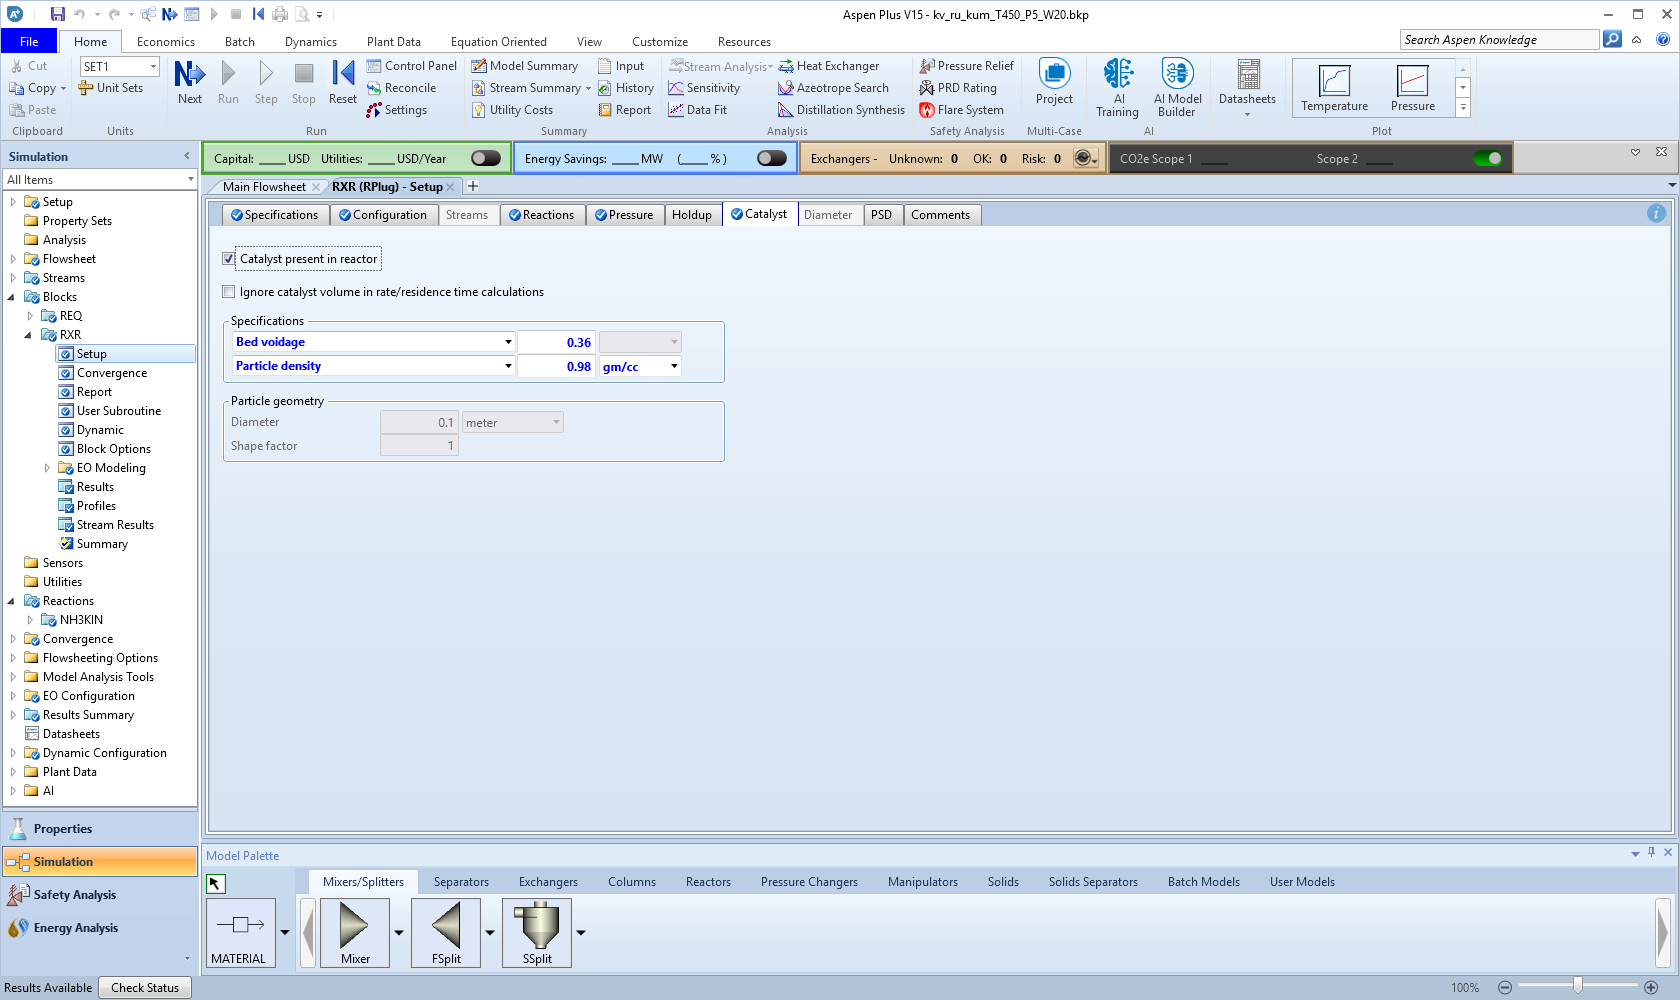 Aspen Plus V15 - kv_ru_kum_T450_P5_W20.bkp
File Home Economics Batch Dynamics Plant Data Equation Oriented View Customize Resources Search Aspen Knowledge
Cut SET1 Control Panel Model Summary Input Stream Analysis Heat Exchanger Pressure Relief
Copy Unit Sets Reconcile Stream Summary History Sensitivity Azeotrope Search PRD Rating
Paste Settings Utility Costs Report Data Fit Distillation Synthesis Flare System
Next Run Step Stop Reset Project AI Training AI Model Builder Datasheets Temperature Pressure
Clipboard Units Run Summary Analysis Safety Analysis Multi-Case AI Plot
Simulation
Capital: ____ USD Utilities: ____ USD/Year Energy Savings: ____ MW (____ %) Exchangers - Unknown: 0 OK: 0 Risk: 0 CO2e Scope 1 ____ Scope 2 ____
All Items
Main Flowsheet RXR (RPlug) - Setup
Setup
Property Sets
Analysis
Flowsheet
Streams
Blocks
REQ
RXR
Setup
Convergence
Report
User Subroutine
Dynamic
Block Options
EO Modeling
Results
Profiles
Stream Results
Summary
Sensors
Utilities
Reactions
NH3KIN
Convergence
Flowsheeting Options
Model Analysis Tools
EO Configuration
Results Summary
Datasheets
Dynamic Configuration
Plant Data
AI
Properties
Simulation
Safety Analysis
Energy Analysis
Specifications Configuration Streams Reactions Pressure Holdup Catalyst Diameter PSD Comments
Catalyst present in reactor
Ignore catalyst volume in rate/residence time calculations
Specifications
Bed voidage 0.36
Particle density 0.98 gm/cc
Particle geometry
Diameter 0.1 meter
Shape factor 1
Model Palette
Mixers/Splitters Separators Exchangers Columns Reactors Pressure Changers Manipulators Solids Solids Separators Batch Models User Models
MATERIAL Mixer FSplit SSplit
Results Available Check Status 100%